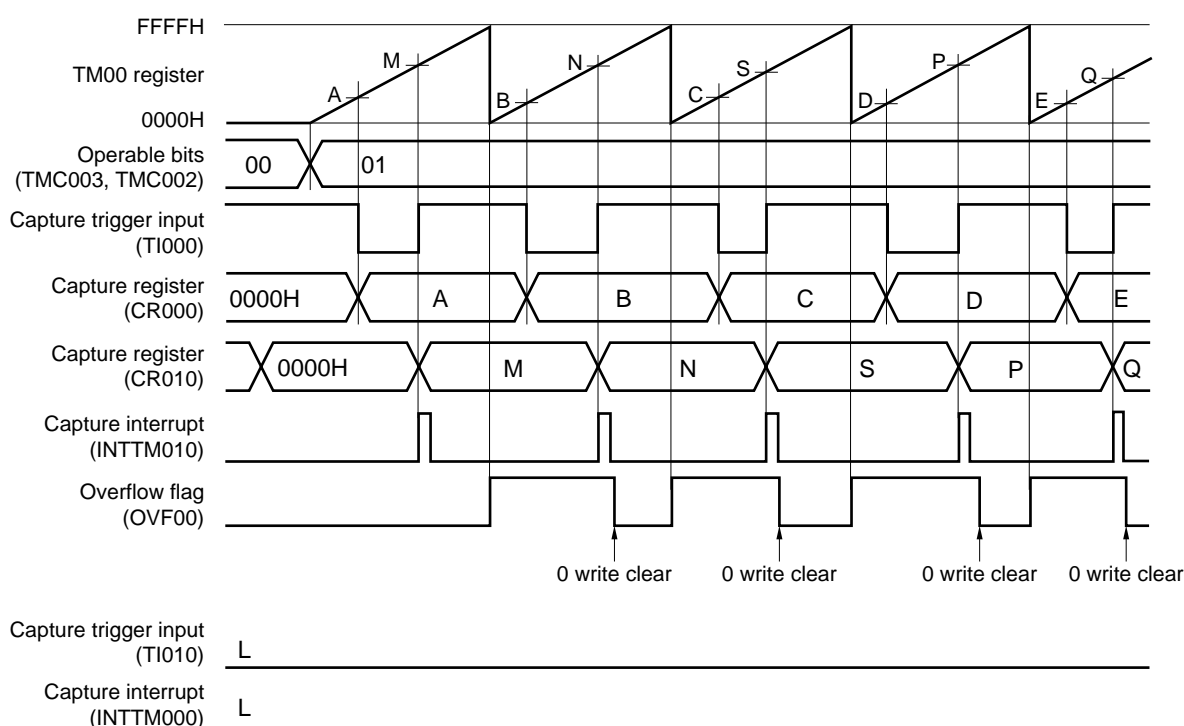 FFFFH
TM00 register
0000H
A
M
B
N
C
S
D
P
E
Q
Operable bits
(TMC003, TMC002)
00
01
Capture trigger input
(TI000)
Capture register
(CR000)
0000H
A
B
C
D
E
Capture register
(CR010)
0000H
M
N
S
P
Q
Capture interrupt
(INTTM010)
Overflow flag
(OVF00)
0 write clear
0 write clear
0 write clear
0 write clear
Capture trigger input
(TI010)
L
Capture interrupt
(INTTM000)
L